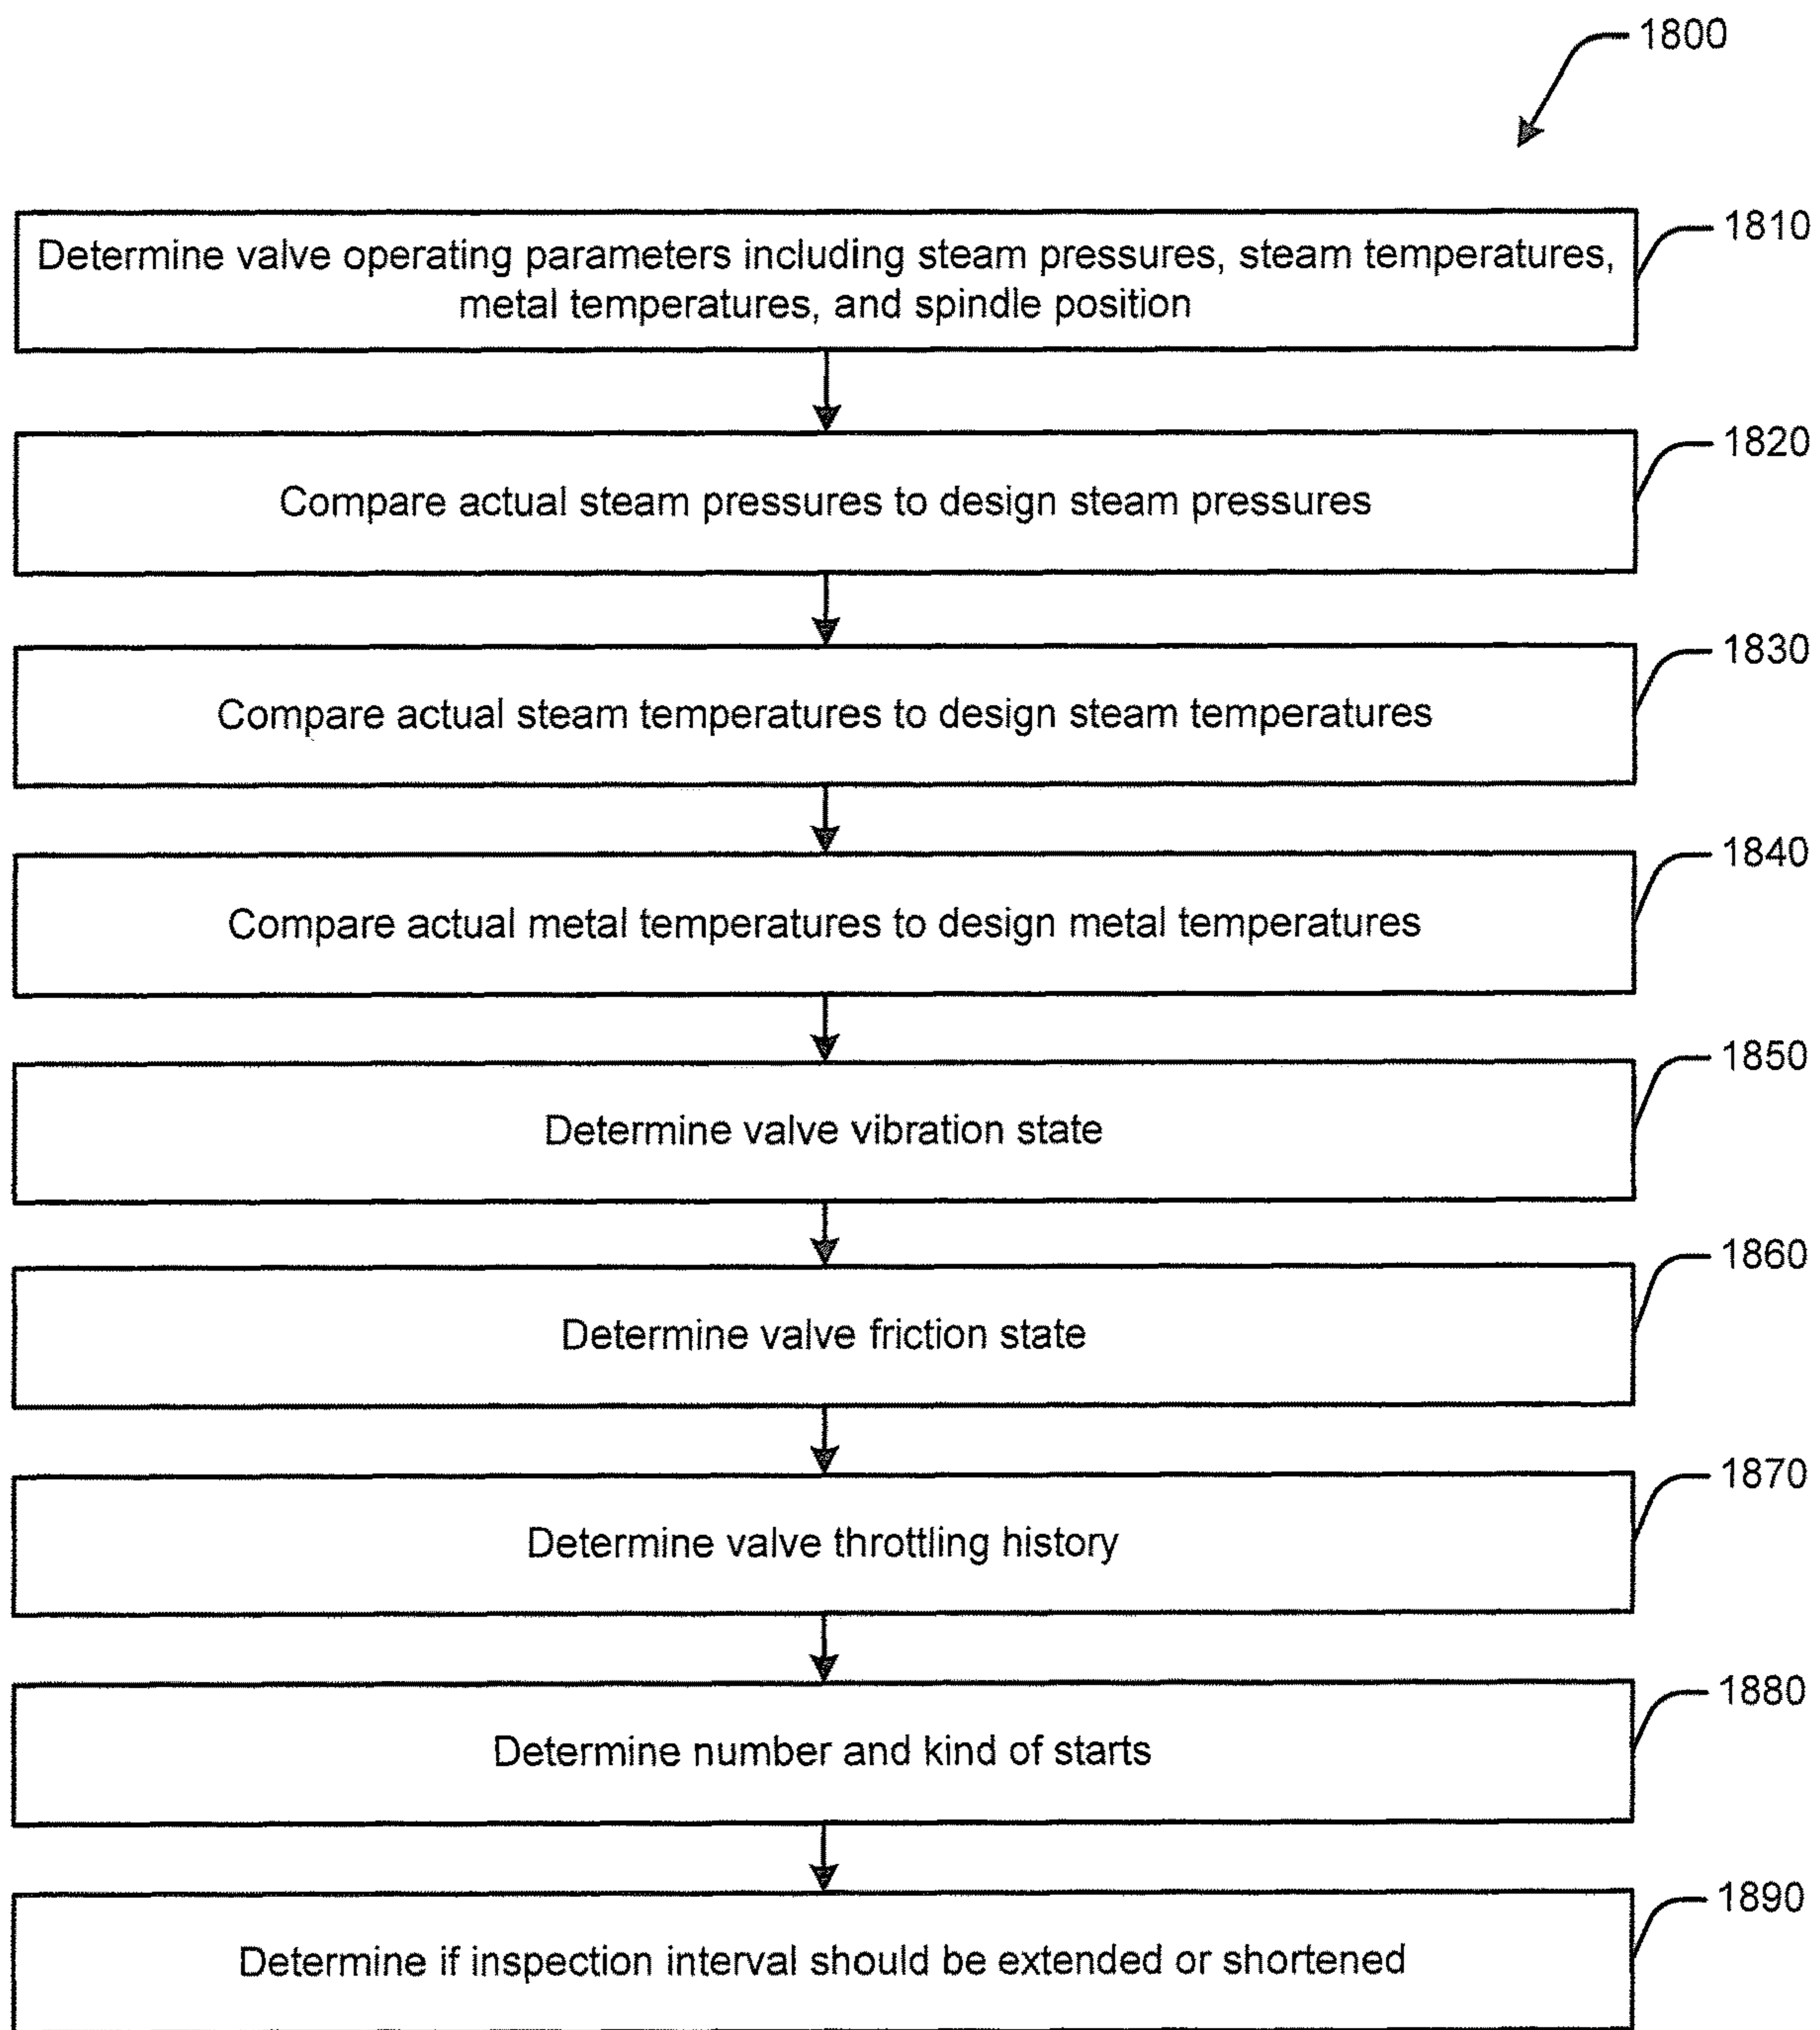 1800
1810
Determine valve operating parameters including steam pressures, steam temperatures,
metal temperatures, and spindle position
1820
Compare actual steam pressures to design steam pressures
1830
Compare actual steam temperatures to design steam temperatures
1840
Compare actual metal temperatures to design metal temperatures
1850
Determine valve vibration state
1860
Determine valve friction state
1870
Determine valve throttling history
1880
Determine number and kind of starts
1890
Determine if inspection interval should be extended or shortened